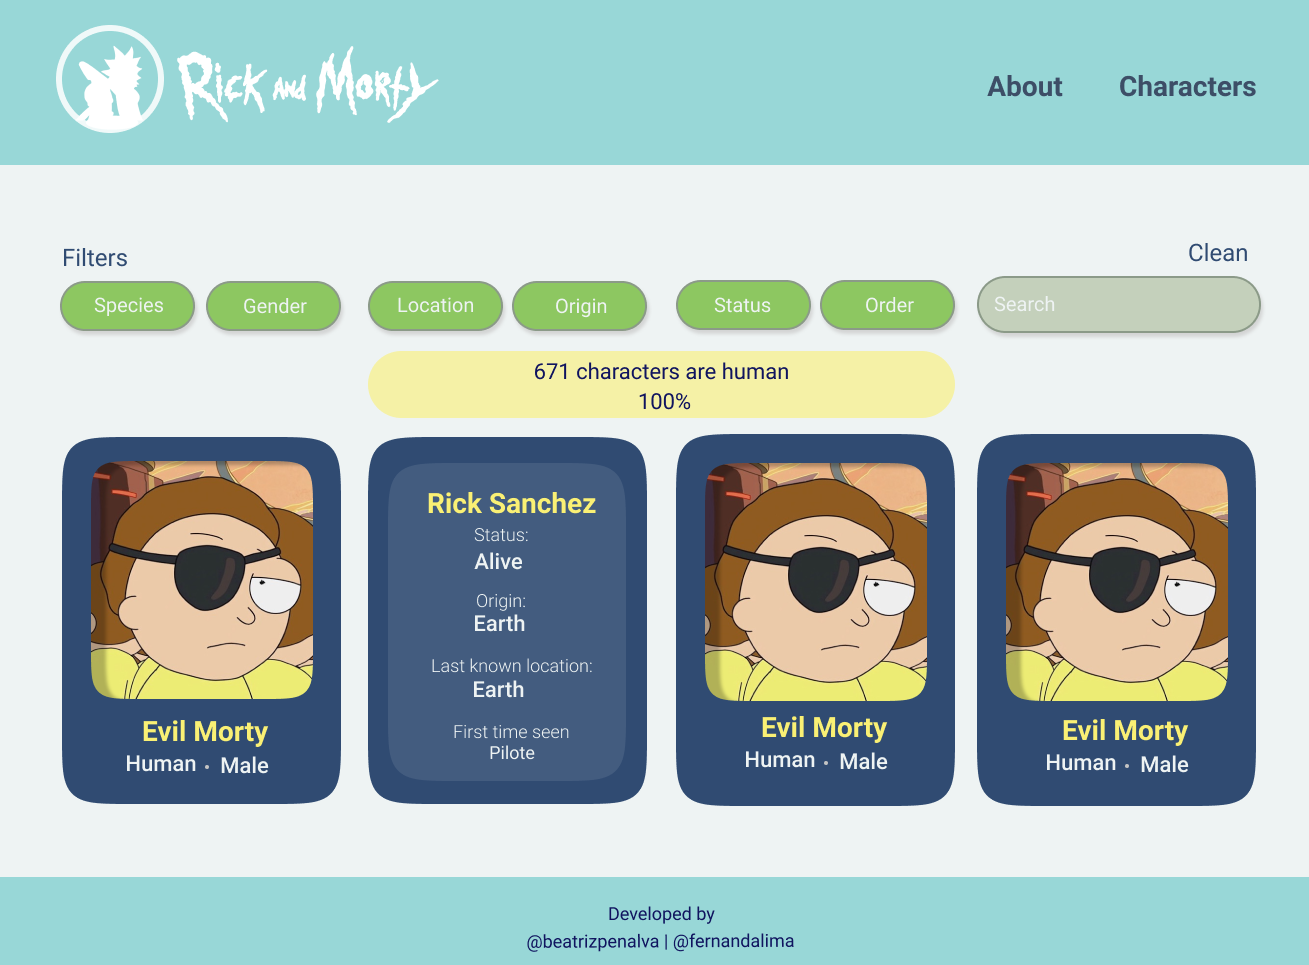 Rick and Morty
About
Characters
Filters
Clean
Species
Gender
Location
Origin
Status
Order
Search
671 characters are human
100%
Evil Morty
Human · Male
Rick Sanchez
Status:
Alive
Origin:
Earth
Last known location:
Earth
First time seen
Pilote
Evil Morty
Human · Male
Evil Morty
Human · Male
Developed by
@beatrizpenalva | @fernandalima